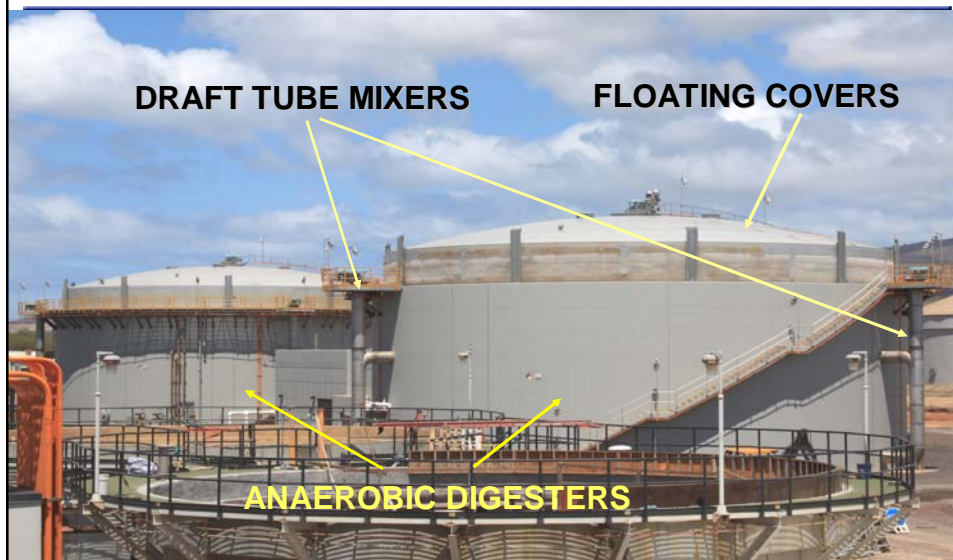 DRAFT TUBE MIXERS
FLOATING COVERS
ANAEROBIC DIGESTERS